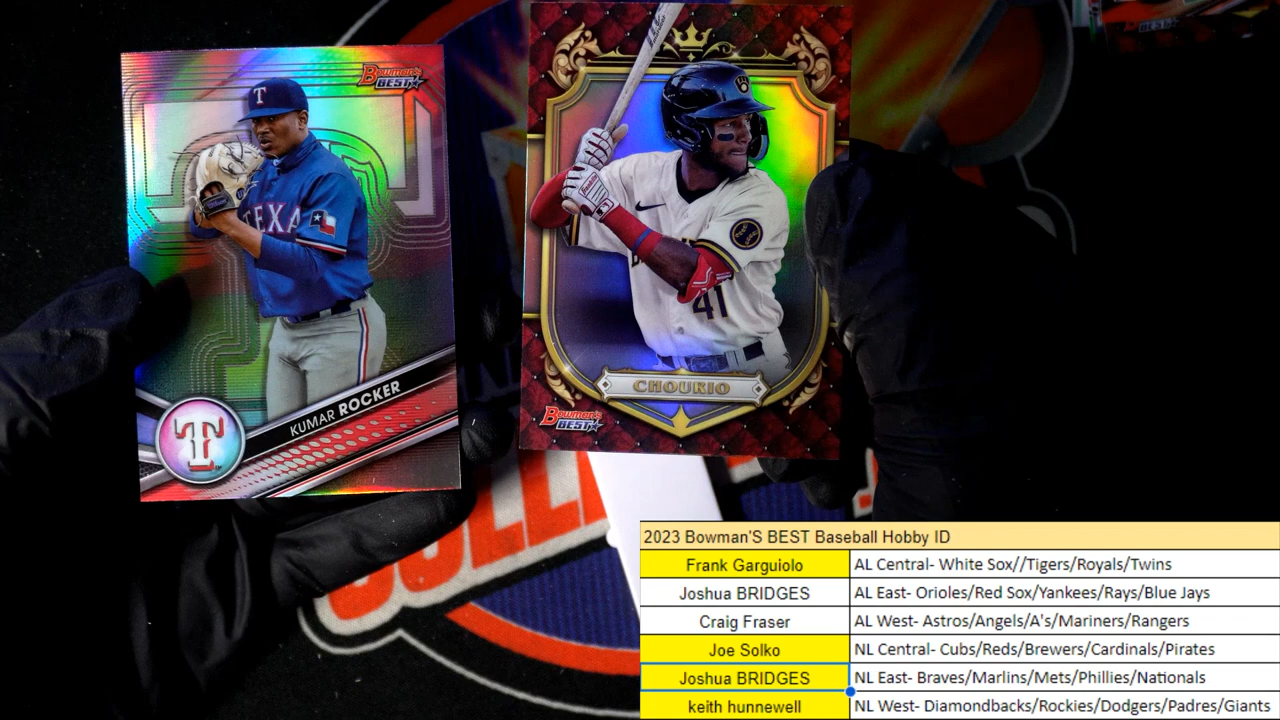 BOWMAN'S
BEST
T
TEXA
T
KUMAR ROCKER
41
CHOURIO
BOWMAN'S
BEST
2023 Bowman'S BEST Baseball Hobby ID
Frank Garguiolo AL Central- White Sox//Tigers/Royals/Twins
Joshua BRIDGES AL East- Orioles/Red Sox/Yankees/Rays/Blue Jays
Craig Fraser AL West- Astros/Angels/A's/Mariners/Rangers
Joe Solko NL Central- Cubs/Reds/Brewers/Cardinals/Pirates
Joshua BRIDGES NL East- Braves/Marlins/Mets/Phillies/Nationals
keith hunnewell NL West- Diamondbacks/Rockies/Dodgers/Padres/Giants